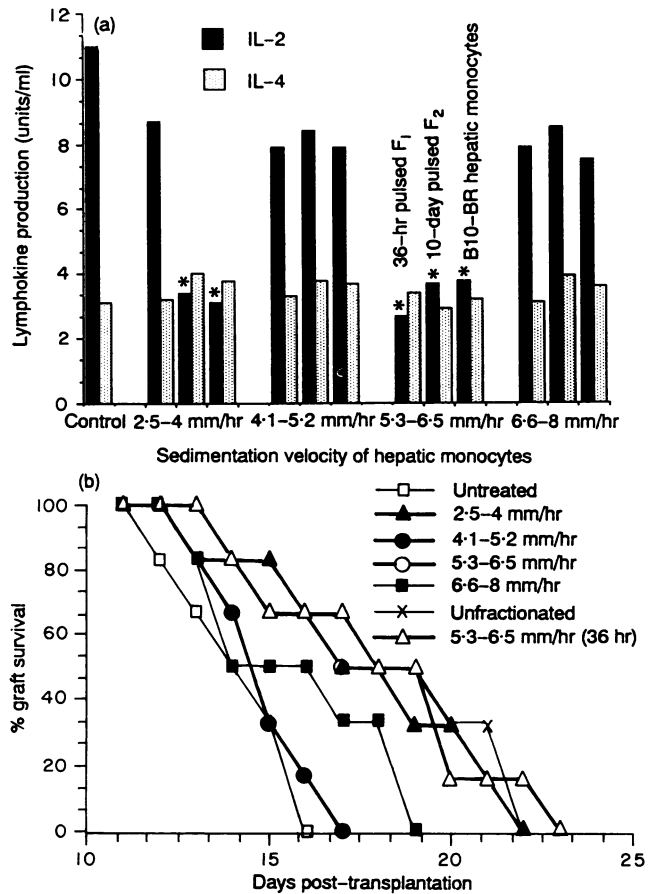 (a)
IL-2
IL-4
Lymphokine production (units/ml)
12
10
8
6
4
2
0
36-hr pulsed F1
10-day pulsed F2
B10-BR hepatic monocytes
*
*
*
*
*
Control 2·5-4 mm/hr 4·1-5·2 mm/hr 5·3-6·5 mm/hr 6·6-8 mm/hr
Sedimentation velocity of hepatic monocytes
(b)
% graft survival
100
80
60
40
20
0
Untreated
2·5-4 mm/hr
4·1-5·2 mm/hr
5·3-6·5 mm/hr
6·6-8 mm/hr
Unfractionated
5·3-6·5 mm/hr (36 hr)
10 15 20 25
Days post-transplantation